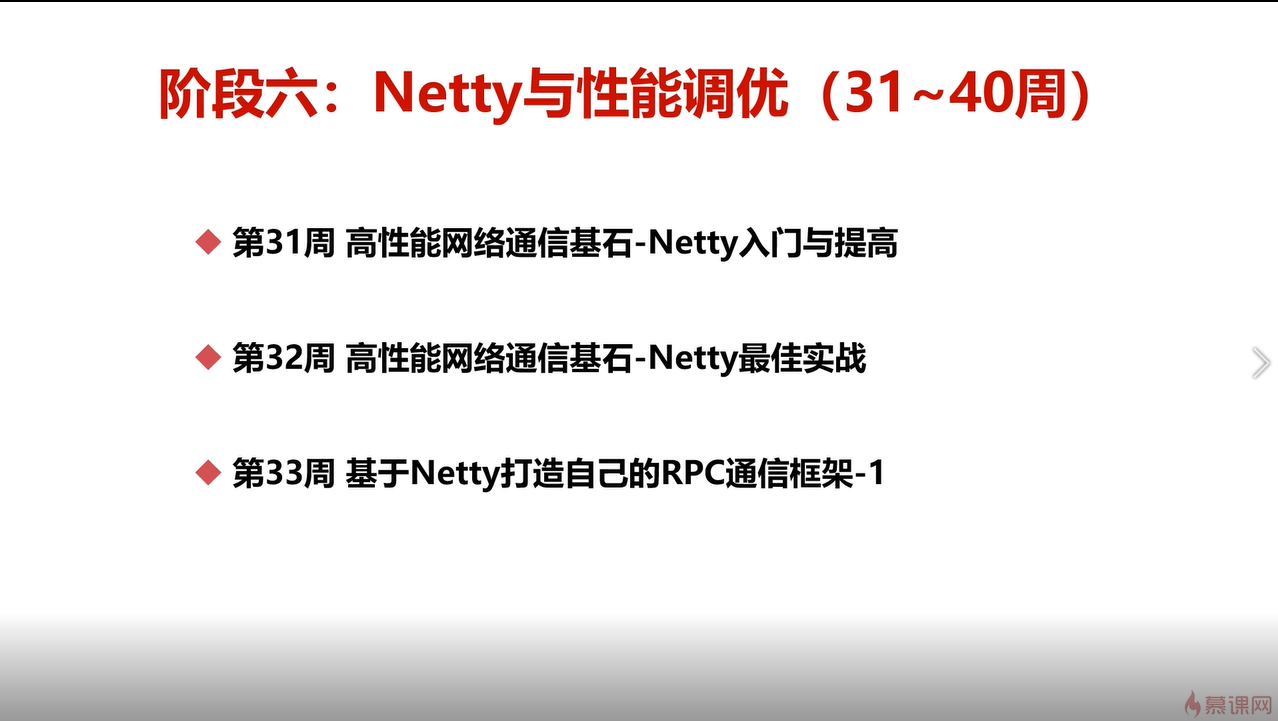 阶段六：Netty与性能调优（31~40周）
第31周 高性能网络通信基石-Netty入门与提高
第32周 高性能网络通信基石-Netty最佳实战
第33周 基于Netty打造自己的RPC通信框架-1
慕课网